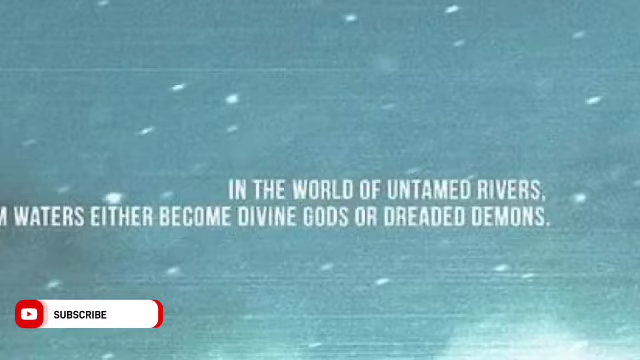 IN THE WORLD OF UNTAMED RIVERS,
WATERS EITHER BECOME DIVINE GODS OR DREADED DEMONS.
SUBSCRIBE